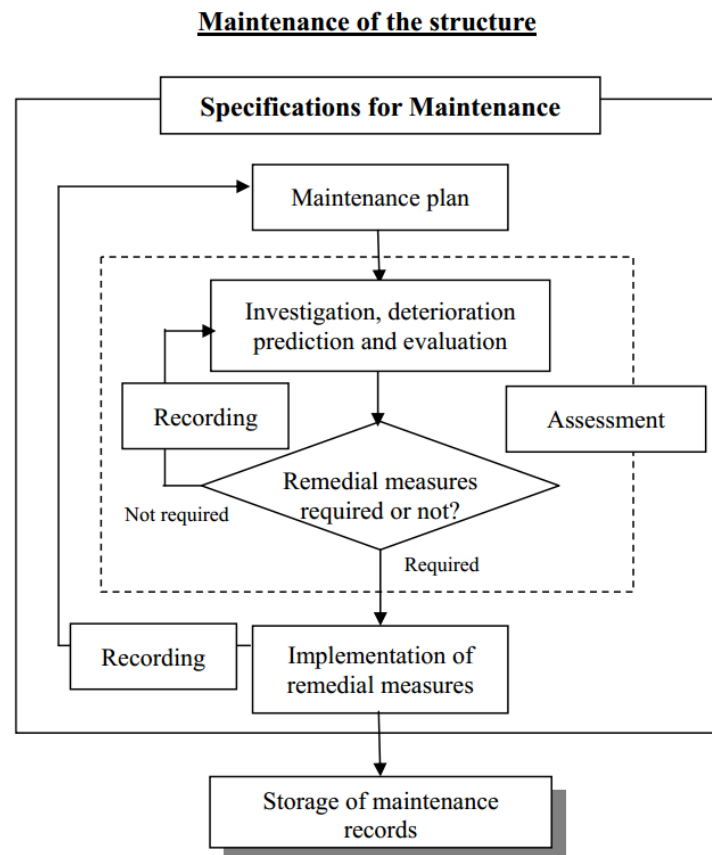 Maintenance of the structure
Specifications for Maintenance
Maintenance plan
Investigation, deterioration
prediction and evaluation
Recording
Assessment
Remedial measures
required or not?
Not required
Required
Recording
Implementation of
remedial measures
Storage of maintenance
records